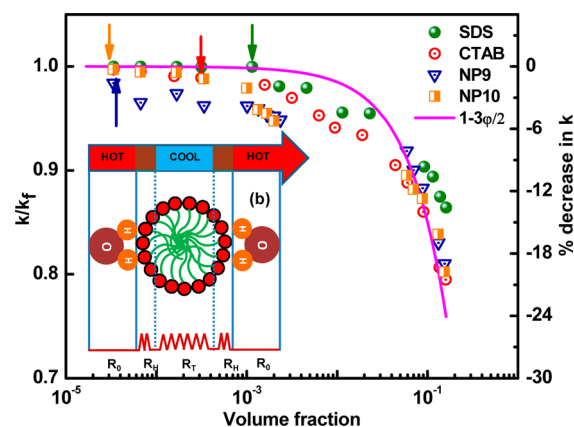 SDS
CTAB
NP9
NP10
1-3φ/2
k/k_f
1.0
0.9
0.8
0.7
% decrease in k
0
-6
-12
-18
-24
-30
HOT COOL HOT
(b)
O H H H H O
R₀ R_H R_T R_H R₀
10⁻⁵ 10⁻³ 10⁻¹
Volume fraction